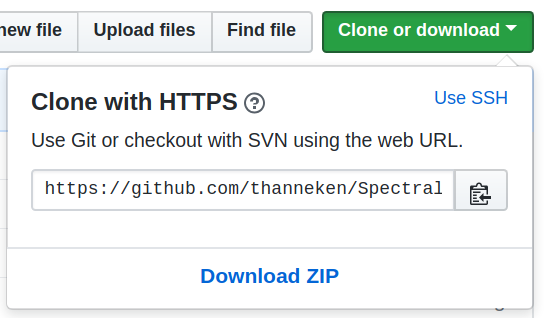 new file Upload files Find file Clone or download
Clone with HTTPS ? Use SSH
Use Git or checkout with SVN using the web URL.
https://github.com/thanneken/Spectral
Download ZIP